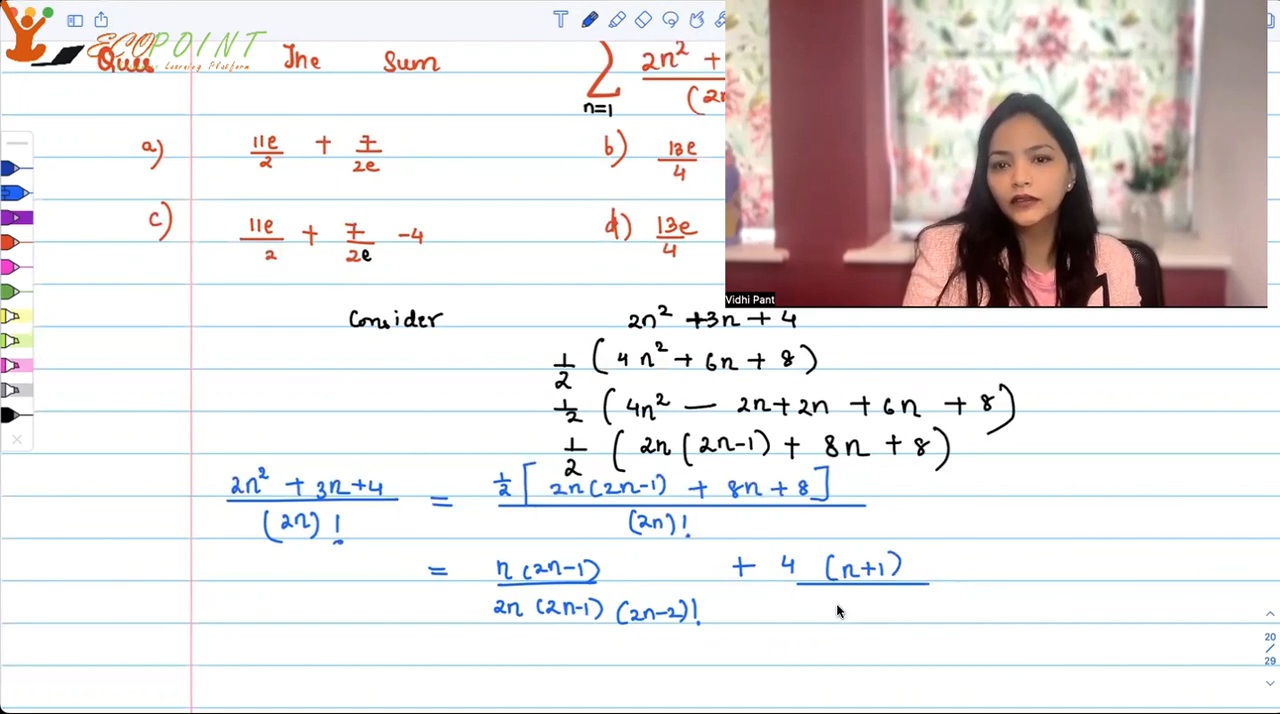 ECOPOINT
Learning Platform
Ques The Sum ∑ n=1 2n² + / (2n
a) 11e/2 + 7/2e b) 13e/4
c) 11e/2 + 7/2e -4 d) 13e/4
Vidhi Pant
Consider 2n² +3n + 4
1/2 (4n² + 6n + 8)
1/2 (4n² — 2n+2n + 6n + 8)
1/2 (2n(2n-1) + 8n + 8)
2n² + 3n+4 / (2n)! = 1/2 [2n(2n-1) + 8n+8] / (2n)!
= n(2n-1) / 2n (2n-1) (2n-2)! + 4 (n+1)
20
/
29